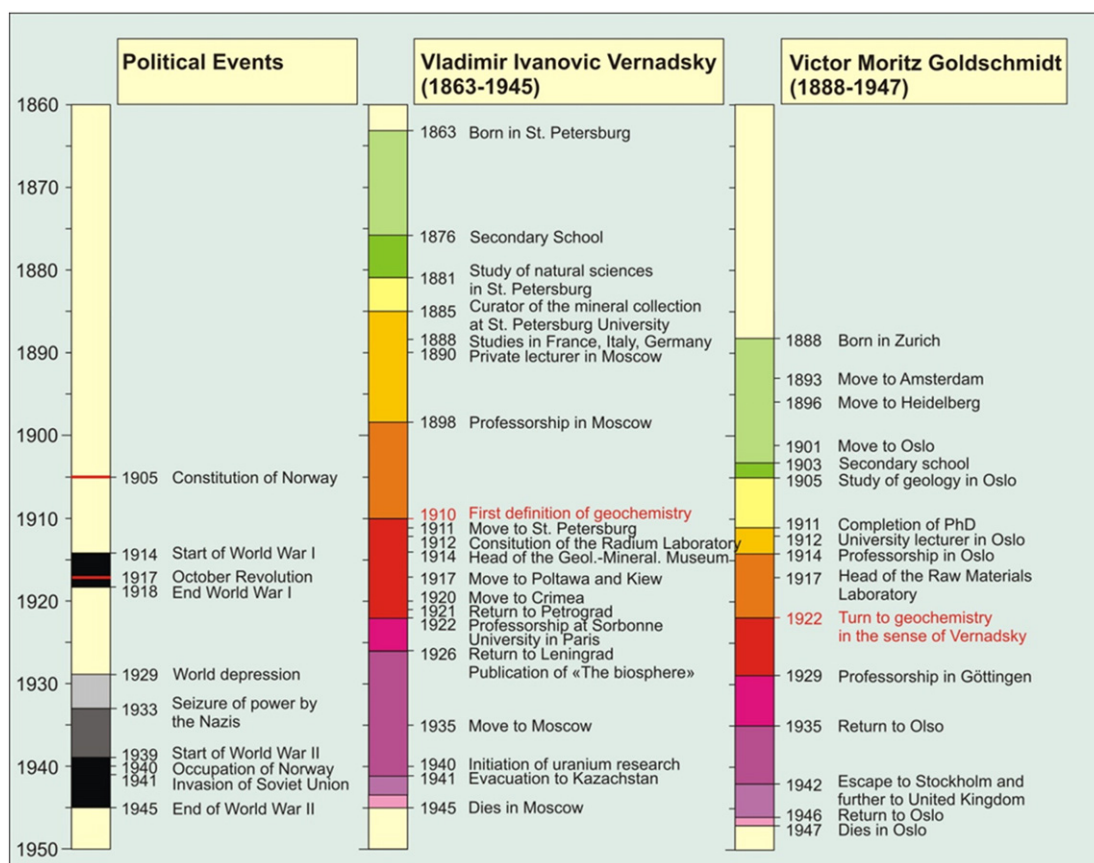 Political Events
Vladimir Ivanovic Vernadsky
(1863-1945)
Victor Moritz Goldschmidt
(1888-1947)
1860
1870
1880
1890
1900
1910
1920
1930
1940
1950
1905 Constitution of Norway
1914 Start of World War I
1917 October Revolution
1918 End World War I
1929 World depression
1933 Seizure of power by
the Nazis
1939 Start of World War II
1940 Occupation of Norway
1941 Invasion of Soviet Union
1945 End of World War II
1863 Born in St. Petersburg
1876 Secondary School
1881 Study of natural sciences
in St. Petersburg
1885 Curator of the mineral collection
at St. Petersburg University
1888 Studies in France, Italy, Germany
1890 Private lecturer in Moscow
1898 Professorship in Moscow
1910 First definition of geochemistry
1911 Move to St. Petersburg
1912 Consitution of the Radium Laboratory
1914 Head of the Geol.-Mineral. Museum
1917 Move to Poltawa and Kiew
1920 Move to Crimea
1921 Return to Petrograd
1922 Professorship at Sorbonne
University in Paris
1926 Return to Leningrad
Publication of «The biosphere»
1935 Move to Moscow
1940 Initiation of uranium research
1941 Evacuation to Kazachstan
1945 Dies in Moscow
1888 Born in Zurich
1893 Move to Amsterdam
1896 Move to Heidelberg
1901 Move to Oslo
1903 Secondary school
1905 Study of geology in Oslo
1911 Completion of PhD
1912 University lecturer in Oslo
1914 Professorship in Oslo
1917 Head of the Raw Materials
Laboratory
1922 Turn to geochemistry
in the sense of Vernadsky
1929 Professorship in Göttingen
1935 Return to Olso
1942 Escape to Stockholm and
further to United Kingdom
1946 Return to Oslo
1947 Dies in Oslo